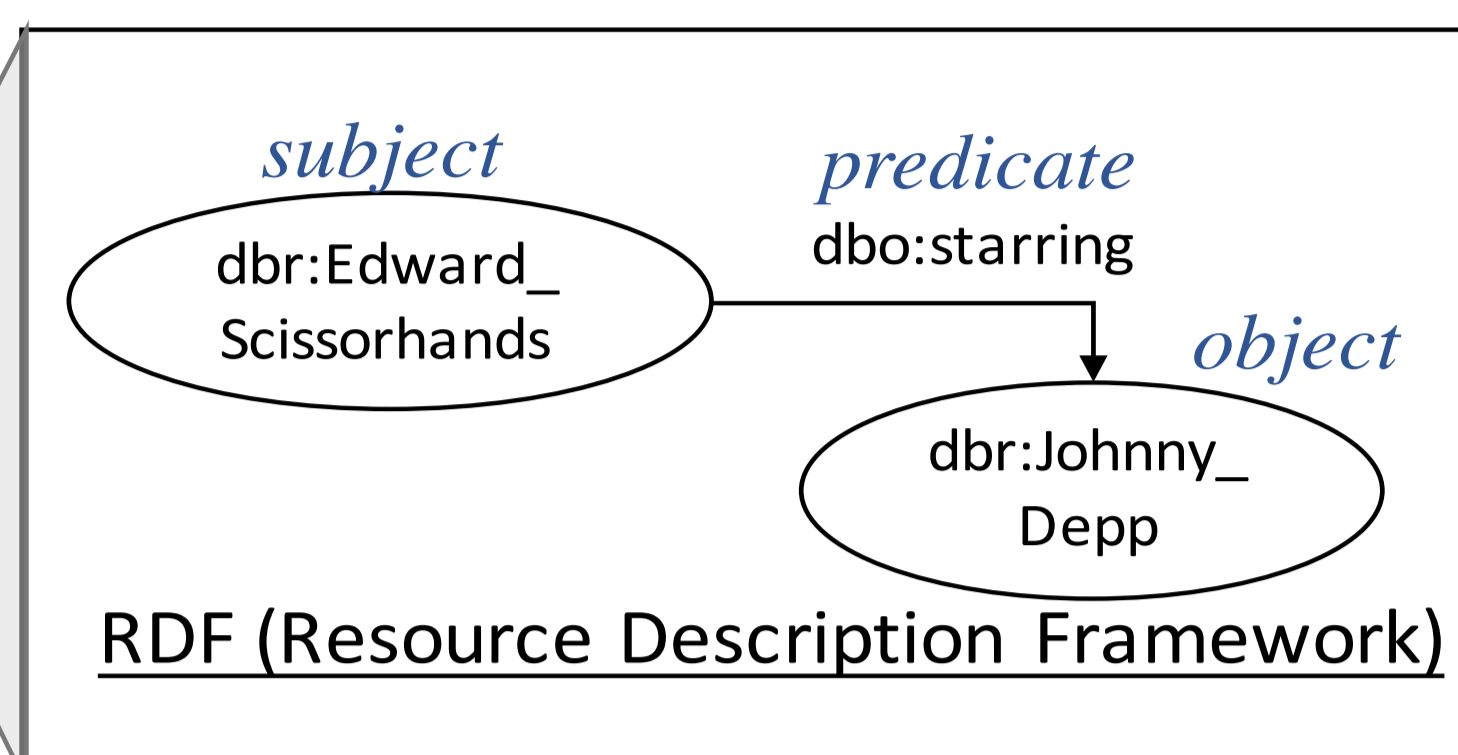 subject
predicate
dbr:Edward_
Scissorhands
dbo:starring
object
dbr:Johnny_
Depp
RDF (Resource Description Framework)